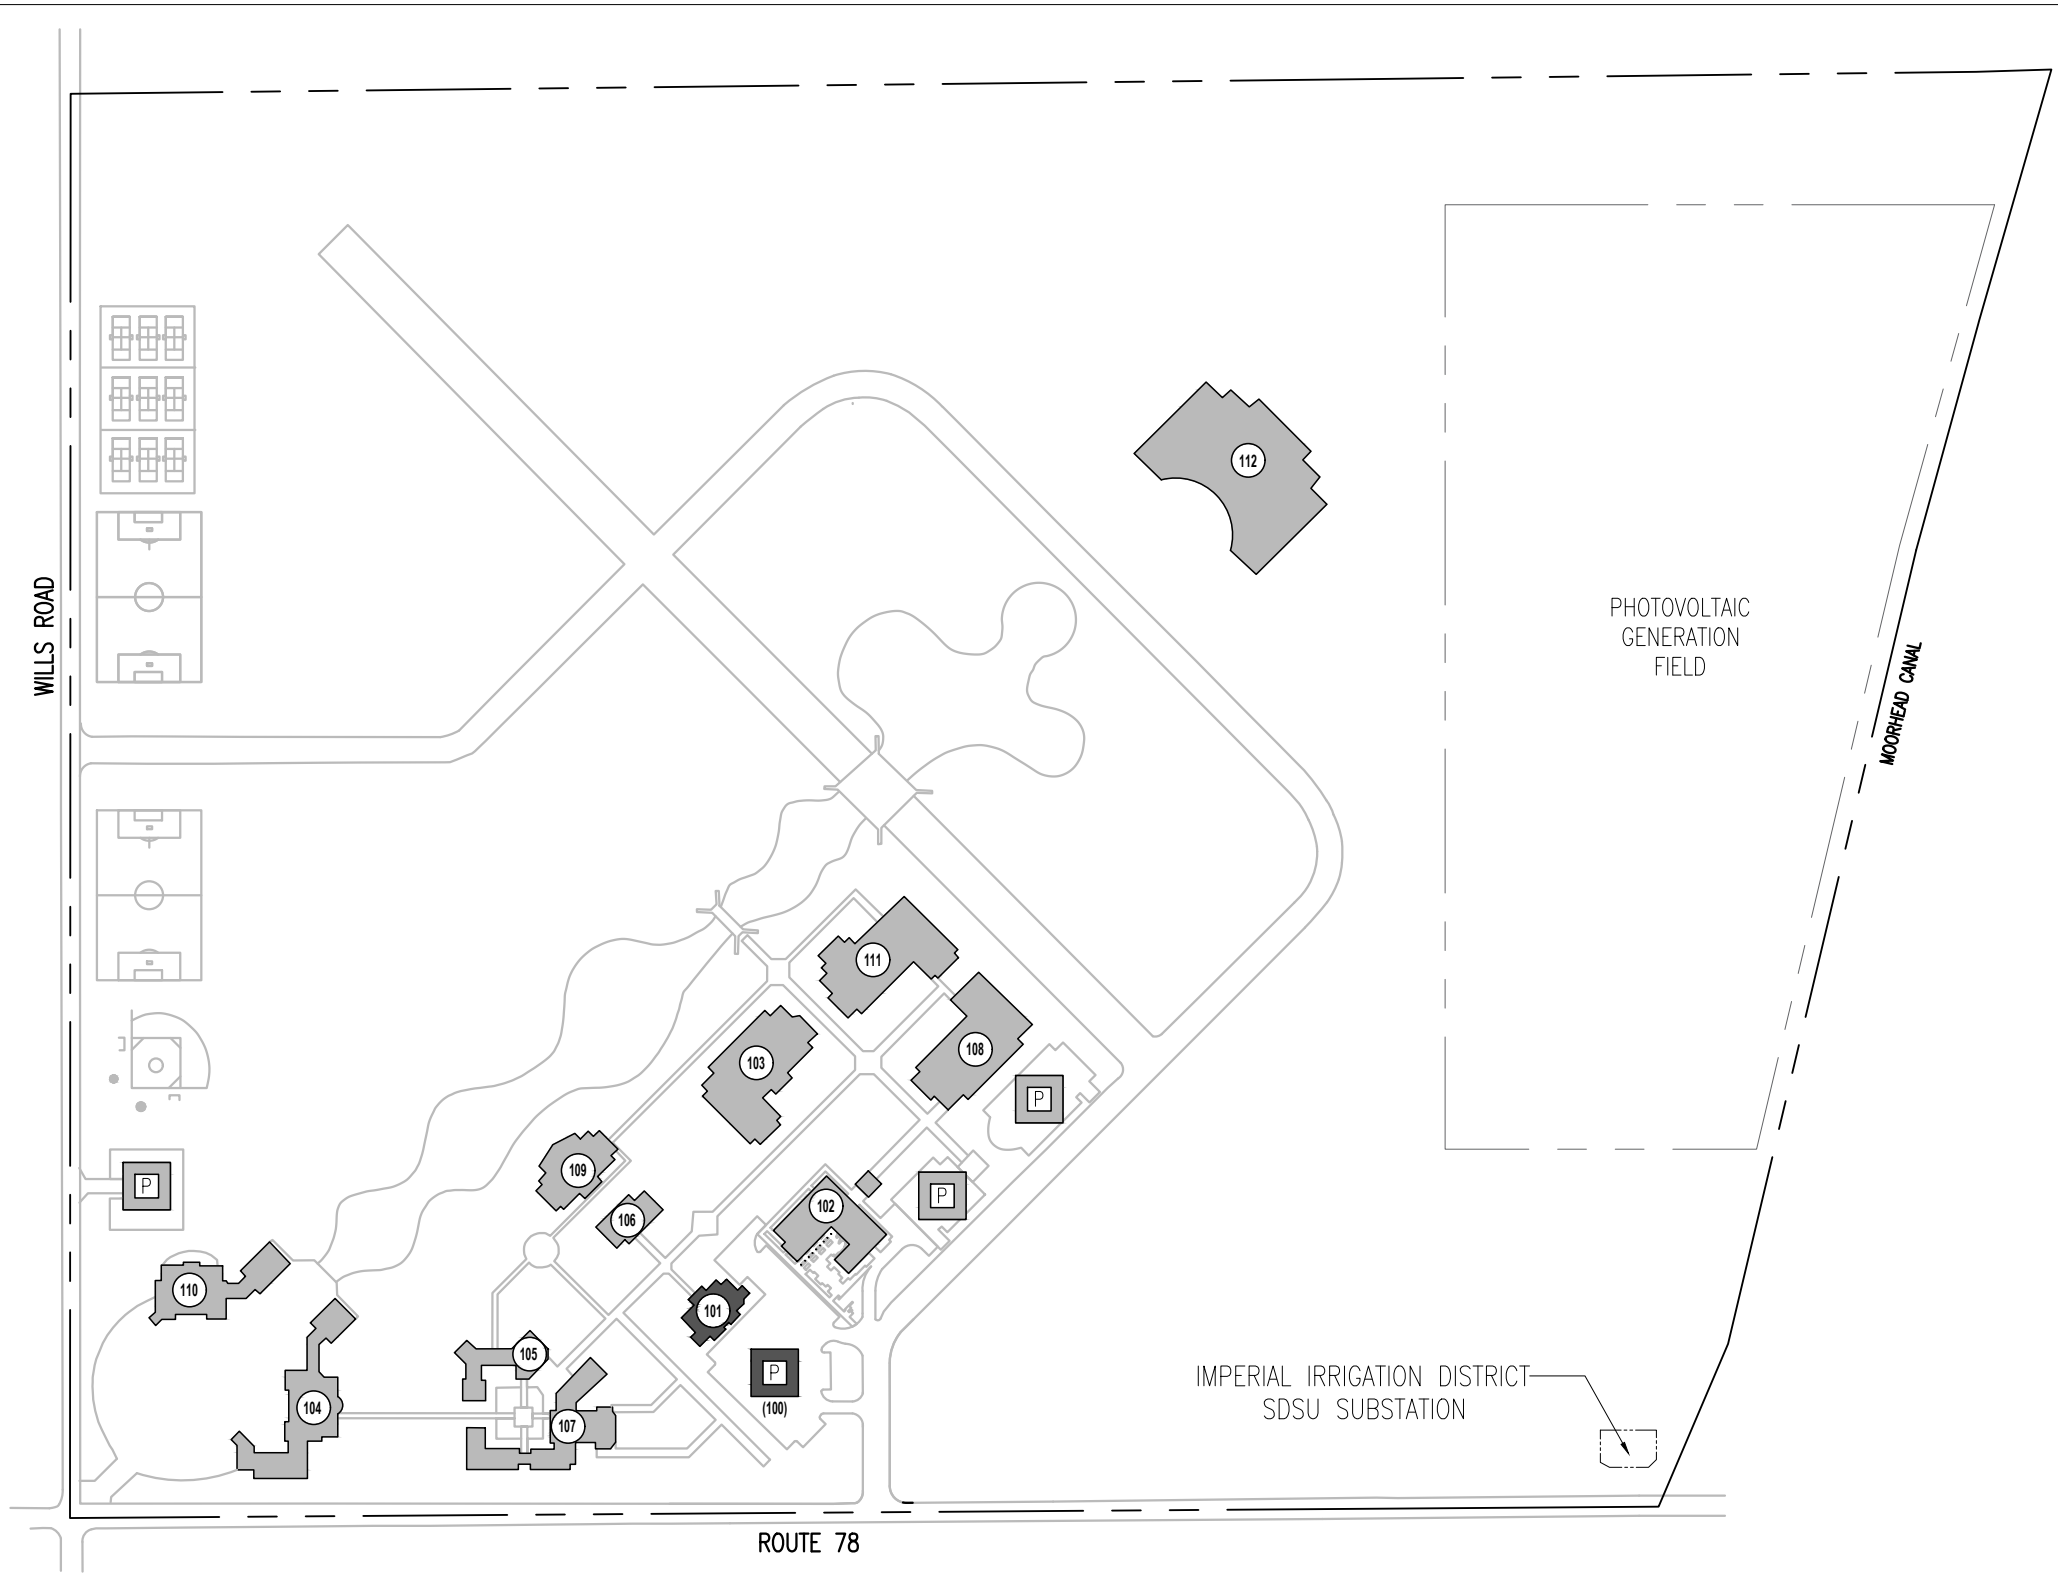 112
WILLS ROAD
PHOTOVOLTAIC
GENERATION
FIELD
MOORHEAD CANAL
111
108
103
P
109
P
P
102
106
110
101
105
P
(100)
104
107
IMPERIAL IRRIGATION DISTRICT
SDSU SUBSTATION
ROUTE 78